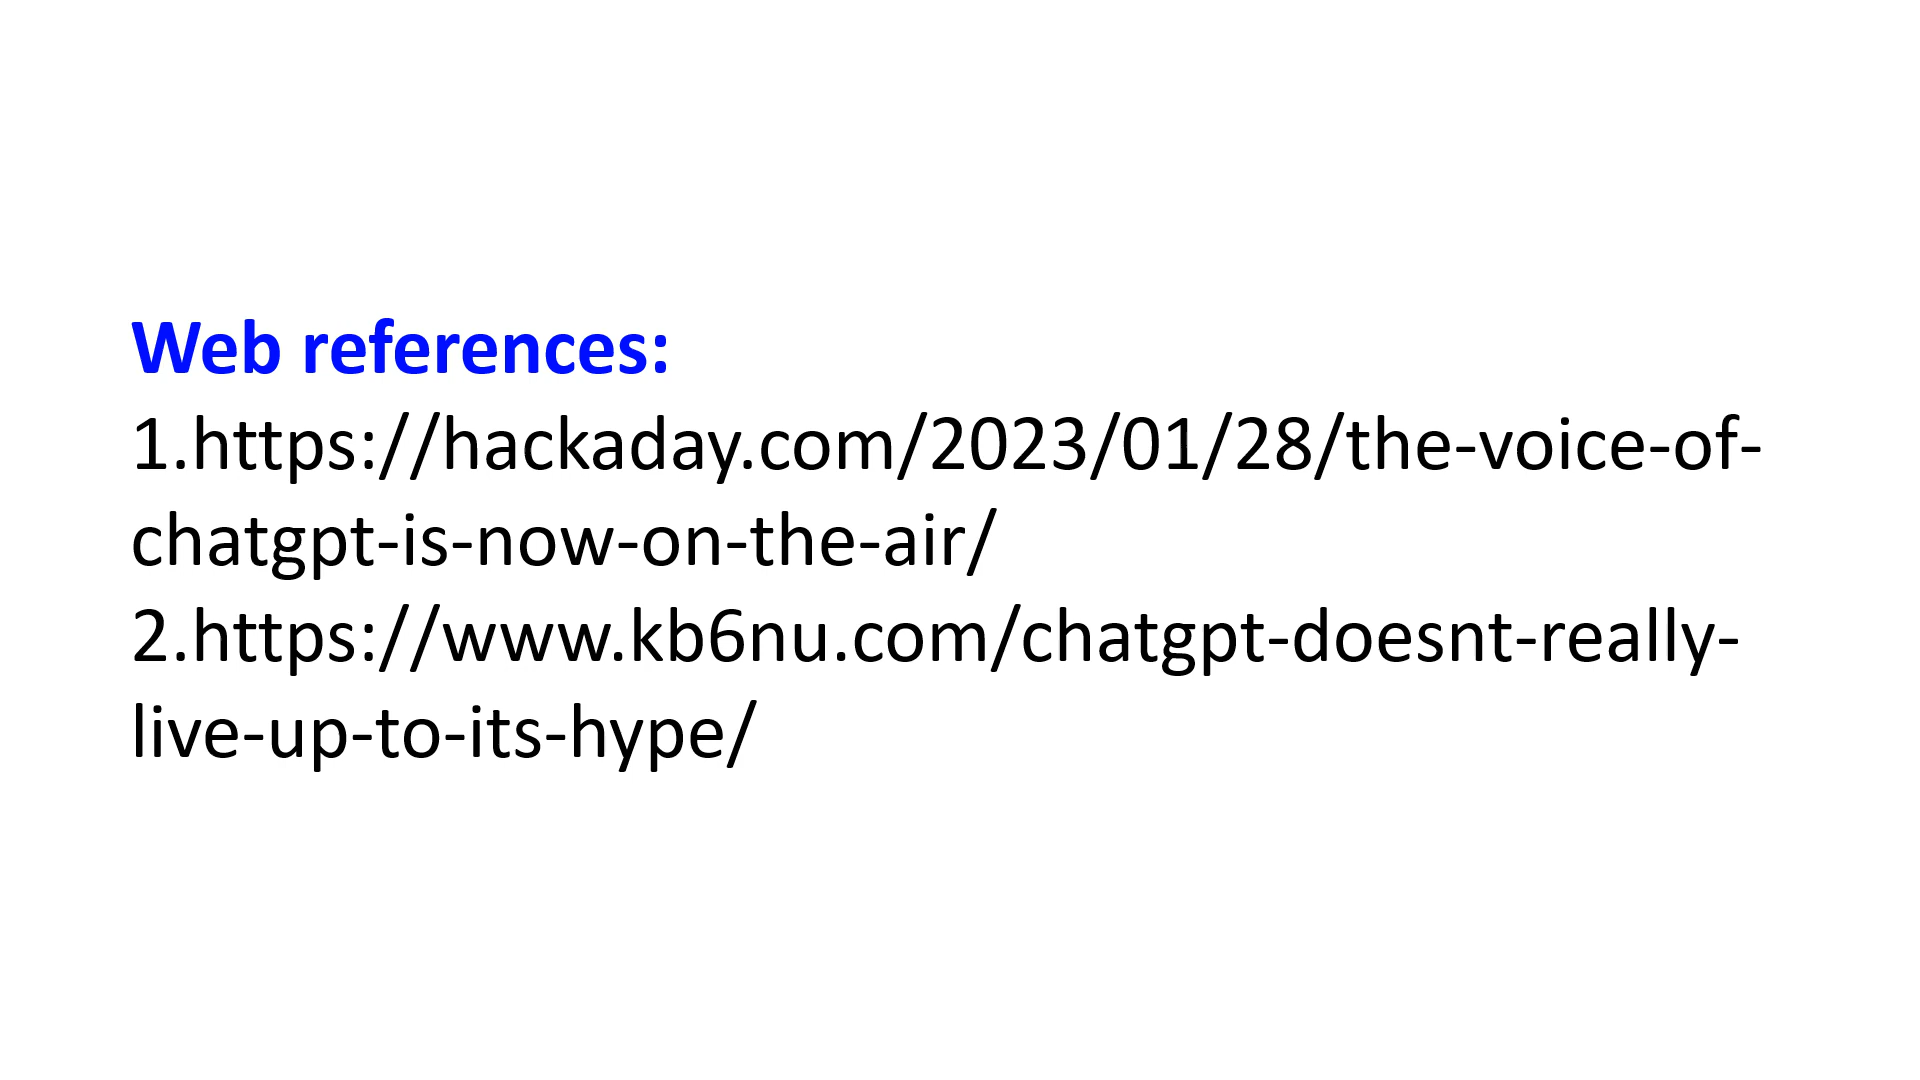 Web references:
1.https://hackaday.com/2023/01/28/the-voice-of-
chatgpt-is-now-on-the-air/
2.https://www.kb6nu.com/chatgpt-doesnt-really-
live-up-to-its-hype/